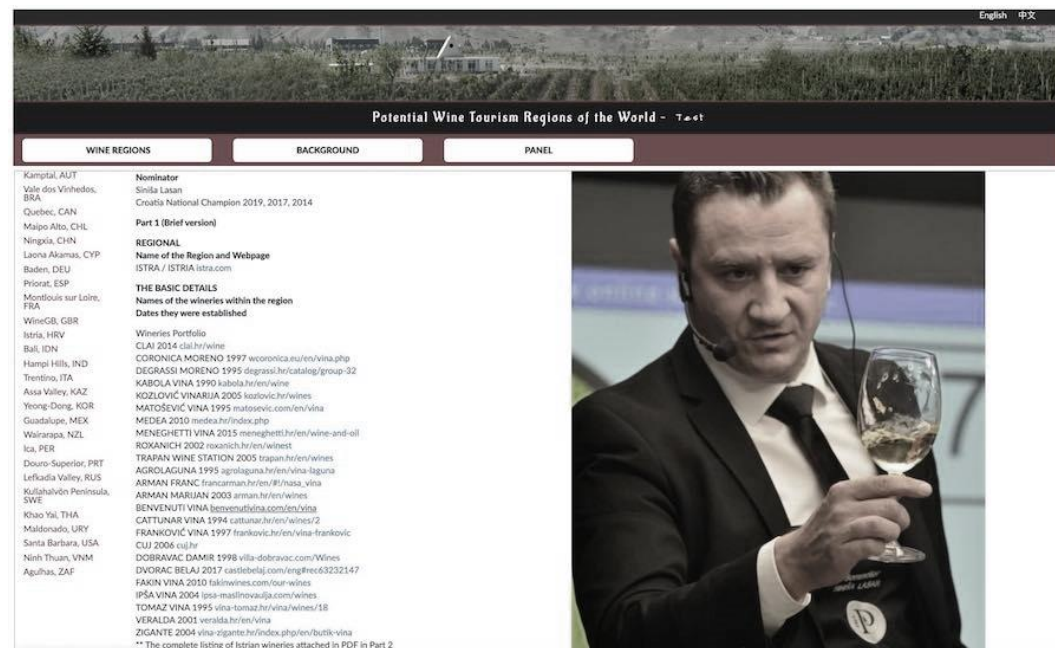 English 中文
Potential Wine Tourism Regions of the World - Test
WINE REGIONS
BACKGROUND
PANEL
Kamptal, AUT
Vale dos Vinhedos,
BRA
Quebec, CAN
Maipo Alto, CHL
Ningxia, CHN
Laona Akamas, CYP
Baden, DEU
Priorat, ESP
Montlouis sur Loire,
FRA
WineGB, GBR
Istria, HRV
Bali, IDN
Hampi Hills, IND
Trentino, ITA
Assa Valley, KAZ
Yeong-Dong, KOR
Guadalupe, MEX
Wairarapa, NZL
Ica, PER
Douro-Superior, PRT
Lefkadia Valley, RUS
Kullahalvön Peninsula,
SWE
Khao Yai, THA
Maldonado, URY
Santa Barbara, USA
Ninh Thuan, VNM
Agulhas, ZAF
Nominator
Siniša Lasan
Croatia National Champion 2019, 2017, 2014
Part 1 (Brief version)
REGIONAL
Name of the Region and Webpage
ISTRA / ISTRIA istra.com
THE BASIC DETAILS
Names of the wineries within the region
Dates they were established
Wineries Portfolio
CLAI 2014 clai.hr/wine
CORONICA MORENO 1997 wcoronica.eu/en/vina.php
DEGRASSI MORENO 1995 degrassi.hr/catalog/group-32
KABOLA VINA 1990 kabola.hr/en/wine
KOZLOVIĆ VINARIJA 2005 kozlovic.hr/wines
MATOŠEVIĆ VINA 1995 matosevic.com/en/vina
MEDEA 2010 medea.hr/index.php
MENEGHETTI VINA 2015 meneghetti.hr/en/wine-and-oil
ROXANICH 2002 roxanich.hr/en/winest
TRAPAN WINE STATION 2005 trapan.hr/en/wines
AGROLAGUNA 1995 agrolaguna.hr/en/vina-laguna
ARMAN FRANC francarman.hr/en/#!/nasa_vina
ARMAN MARIJAN 2003 arman.hr/en/wines
BENVENUTI VINA benvenutivina.com/en/vina
CATTUNAR VINA 1994 cattunar.hr/en/wines/2
FRANKOVIĆ VINA 1997 frankovic.hr/en/vina-frankovic
CUJ 2006 cuj.hr
DOBRAVAC DAMIR 1998 villa-dobravac.com/Wines
DVORAC BELAJ 2017 castlebelaj.com/eng#rec63232147
FAKIN VINA 2010 fakinwines.com/our-wines
IPŠA VINA 2004 ipsa-maslinovaulja.com/wines
TOMAZ VINA 1995 vina-tomaz.hr/vina/wines/18
VERALDA 2001 veralda.hr/en/vina
ZIGANTE 2004 vina-zigante.hr/index.php/en/butik-vina
** The complete listing of Istrian wineries attached in PDF in Part 2